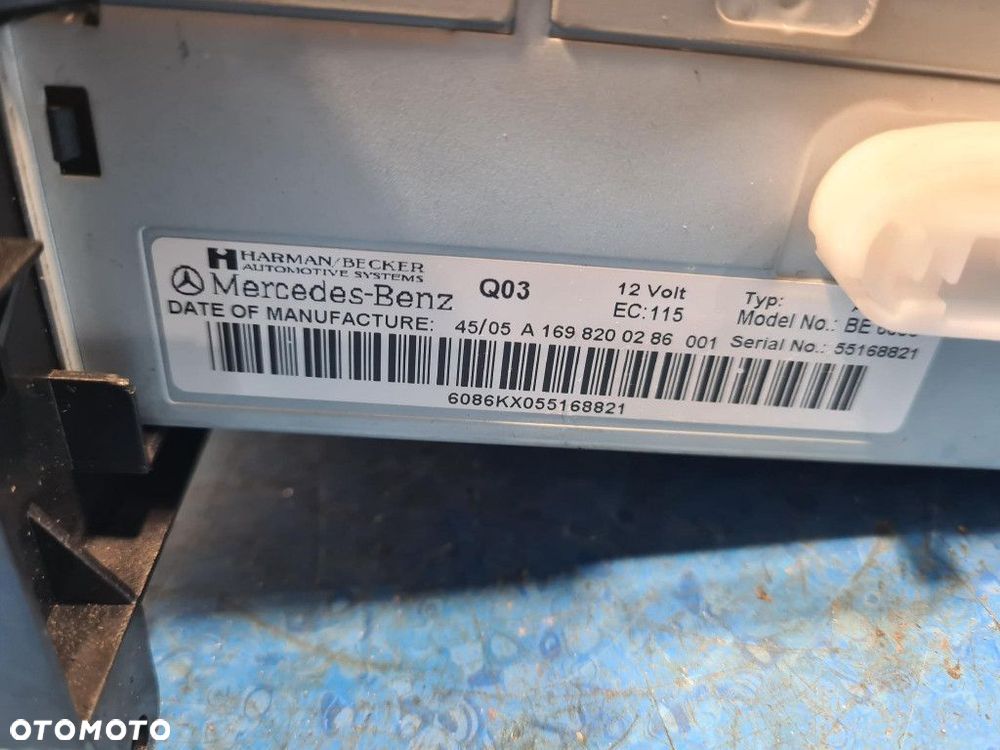 HARMAN/BECKER
AUTOMOTIVE SYSTEMS
Mercedes-Benz Q03 12 Volt Typ:
EC:115 Model No.: BE
DATE OF MANUFACTURE: 45/05 A 169 820 02 86 001 Serial No.: 55168821
6086KX055168821
OTOMOTO